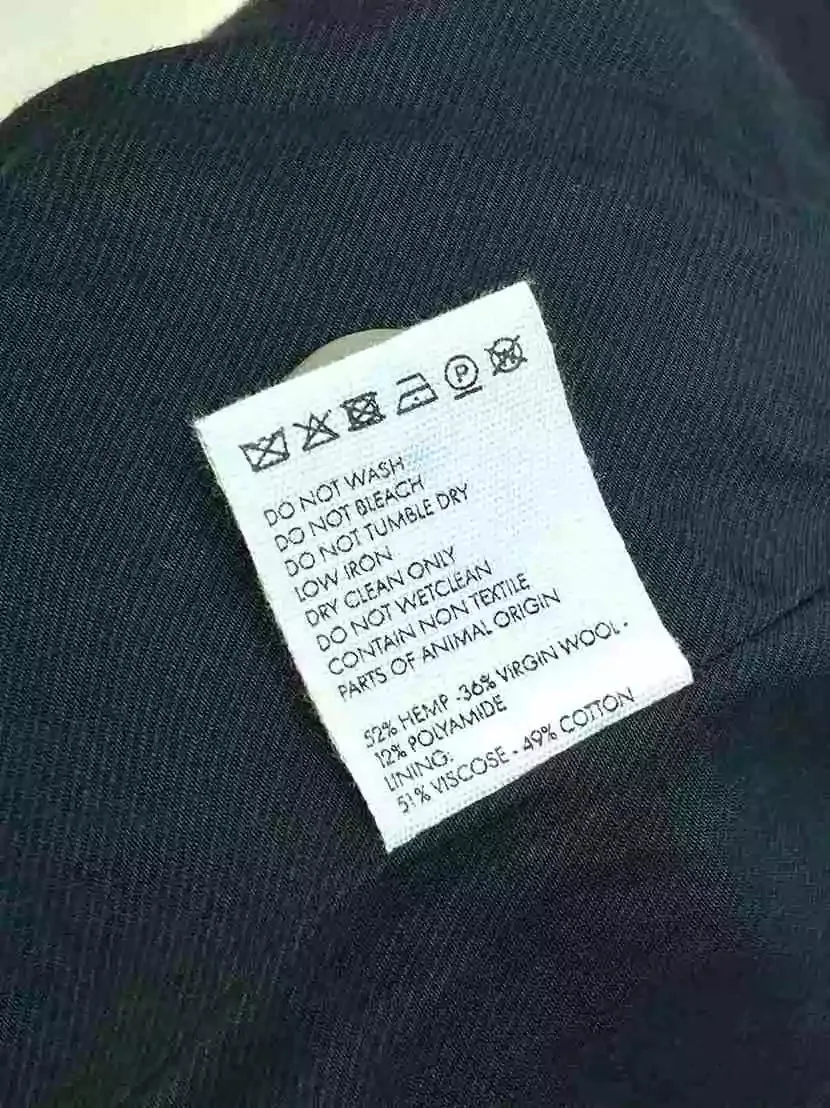 P W
DO NOT WASH
DO NOT BLEACH
DO NOT TUMBLE DRY
LOW IRON
DRY CLEAN ONLY
DO NOT WETCLEAN
CONTAIN NON TEXTILE
PARTS OF ANIMAL ORIGIN
52% HEMP - 36% VIRGIN WOOL -
12% POLYAMIDE
LINING:
51% VISCOSE - 49% COTTON